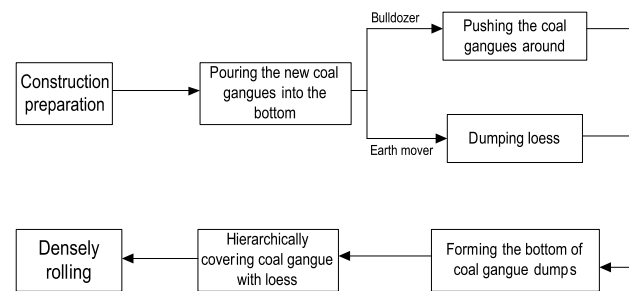 Construction
preparation
Pouring the new coal
gangues into the
bottom
Bulldozer
Pushing the coal
gangues around
Earth mover
Dumping loess
Forming the bottom of
coal gangue dumps
Hierarchically
covering coal gangue
with loess
Densely
rolling